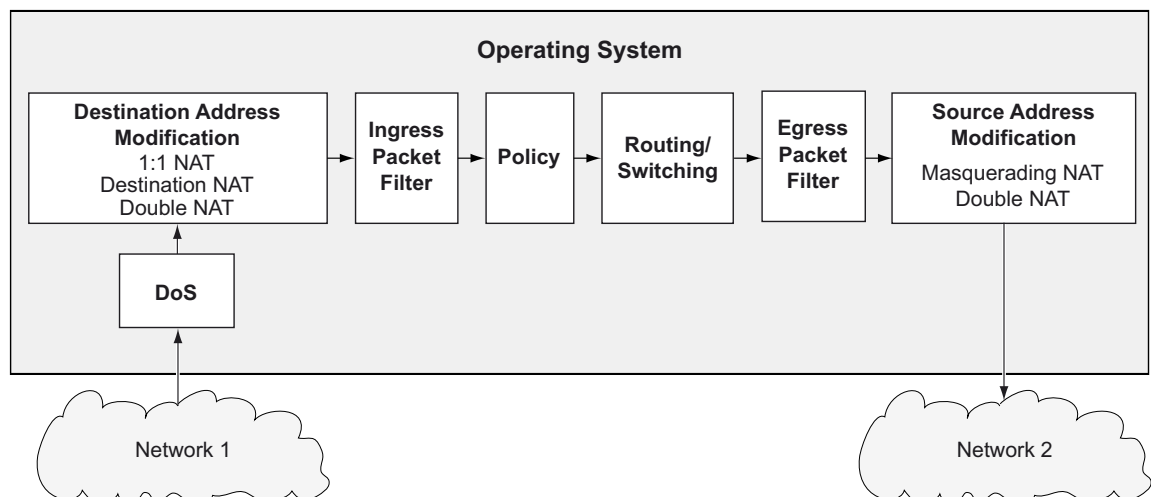 Operating System
Destination Address
Modification
1:1 NAT
Destination NAT
Double NAT
Ingress
Packet
Filter
Policy
Routing/
Switching
Egress
Packet
Filter
Source Address
Modification
Masquerading NAT
Double NAT
DoS
Network 1
Network 2